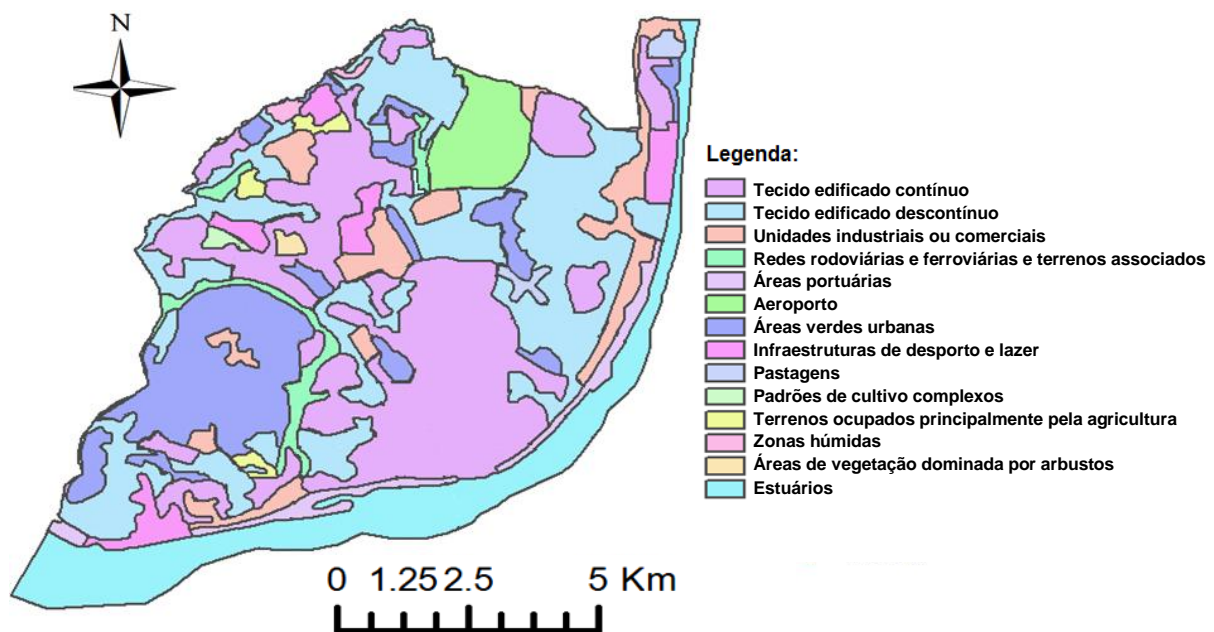 N
Legenda:
Tecido edificado contínuo
Tecido edificado descontínuo
Unidades industriais ou comerciais
Redes rodoviárias e ferroviárias e terrenos associados
Áreas portuárias
Aeroporto
Áreas verdes urbanas
Infraestruturas de desporto e lazer
Pastagens
Padrões de cultivo complexos
Terrenos ocupados principalmente pela agricultura
Zonas húmidas
Áreas de vegetação dominada por arbustos
Estuários
0 1.25 2.5 5 Km